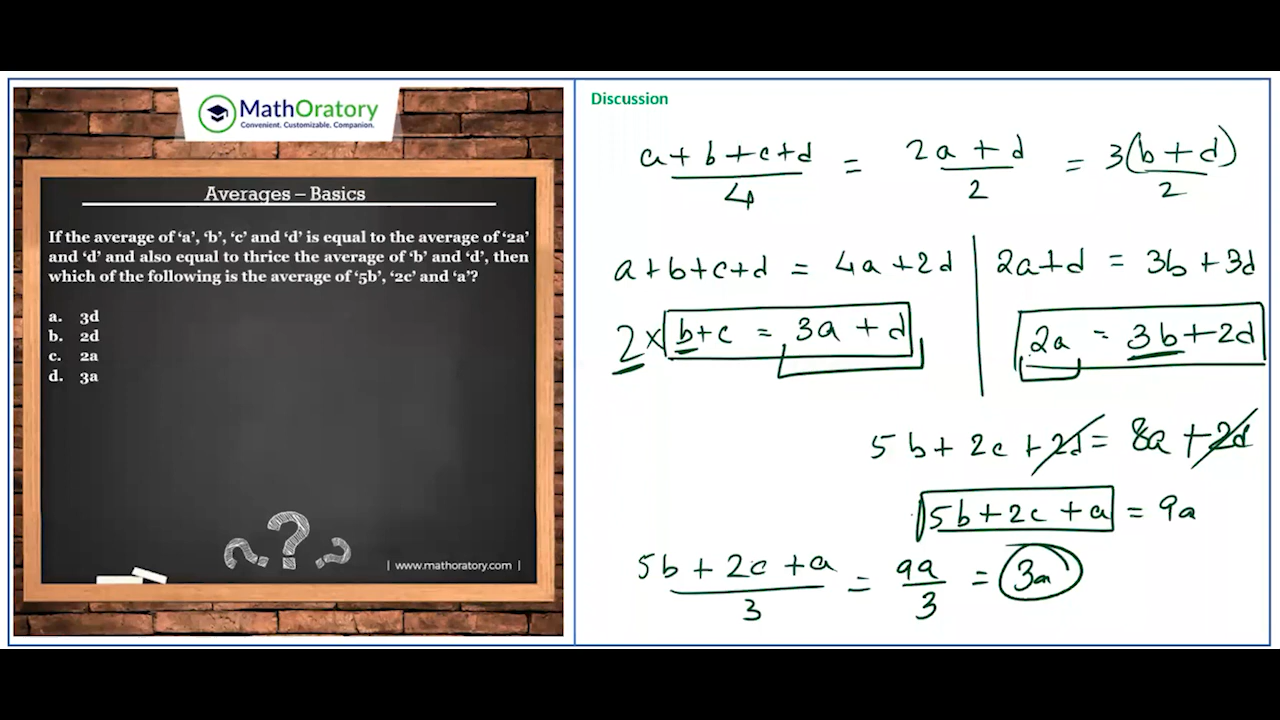 MathOratory
Convenient. Customizable. Companion.
Averages – Basics
If the average of ‘a’, ‘b’, ‘c’ and ‘d’ is equal to the average of ‘2a’
and ‘d’ and also equal to thrice the average of ‘b’ and ‘d’, then
which of the following is the average of ‘5b’, ‘2c’ and ‘a’?
a. 3d
b. 2d
c. 2a
d. 3a
???
| www.mathoratory.com |
Discussion
a + b + c + d / 4 = 2a + d / 2 = 3(b + d) / 2
a + b + c + d = 4a + 2d
2 × b + c = 3a + d
2a + d = 3b + 3d
2a = 3b + 2d
5b + 2c + 2d = 8a + 2d
5b + 2c + a = 9a
5b + 2c + a / 3 = 9a / 3 = 3a